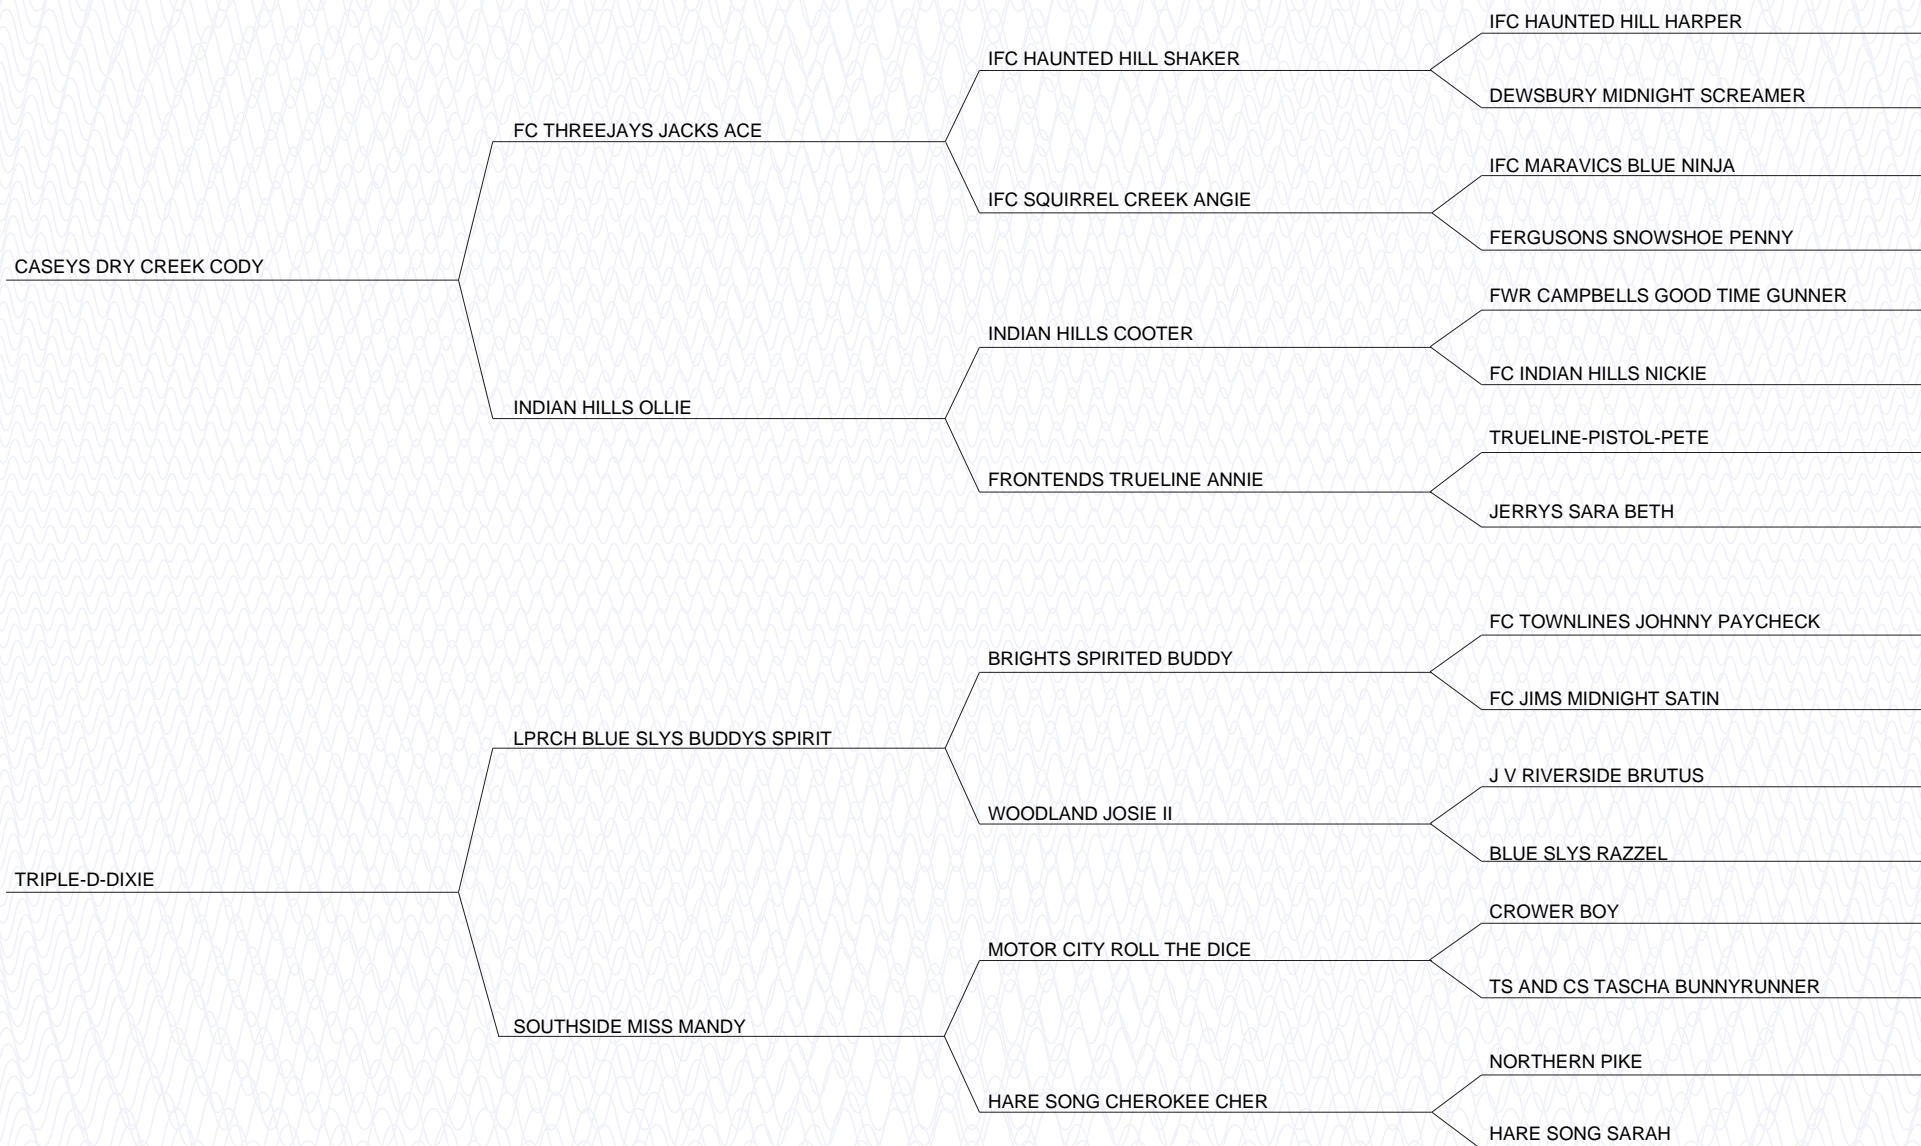 IFC HAUNTED HILL HARPER
IFC HAUNTED HILL SHAKER
DEWSBURY MIDNIGHT SCREAMER
FC THREEJAYS JACKS ACE
IFC MARAVICS BLUE NINJA
IFC SQUIRREL CREEK ANGIE
FERGUSONS SNOWSHOE PENNY
CASEYS DRY CREEK CODY
FWR CAMPBELLS GOOD TIME GUNNER
INDIAN HILLS COOTER
FC INDIAN HILLS NICKIE
INDIAN HILLS OLLIE
TRUELINE-PISTOL-PETE
FRONTENDS TRUELINE ANNIE
JERRYS SARA BETH
FC TOWNLINES JOHNNY PAYCHECK
BRIGHTS SPIRITED BUDDY
FC JIMS MIDNIGHT SATIN
LPRCH BLUE SLYS BUDDYS SPIRIT
J V RIVERSIDE BRUTUS
WOODLAND JOSIE II
BLUE SLYS RAZZEL
TRIPLE-D-DIXIE
CROWER BOY
MOTOR CITY ROLL THE DICE
TS AND CS TASCHA BUNNYRUNNER
SOUTHSIDE MISS MANDY
NORTHERN PIKE
HARE SONG CHEROKEE CHER
HARE SONG SARAH